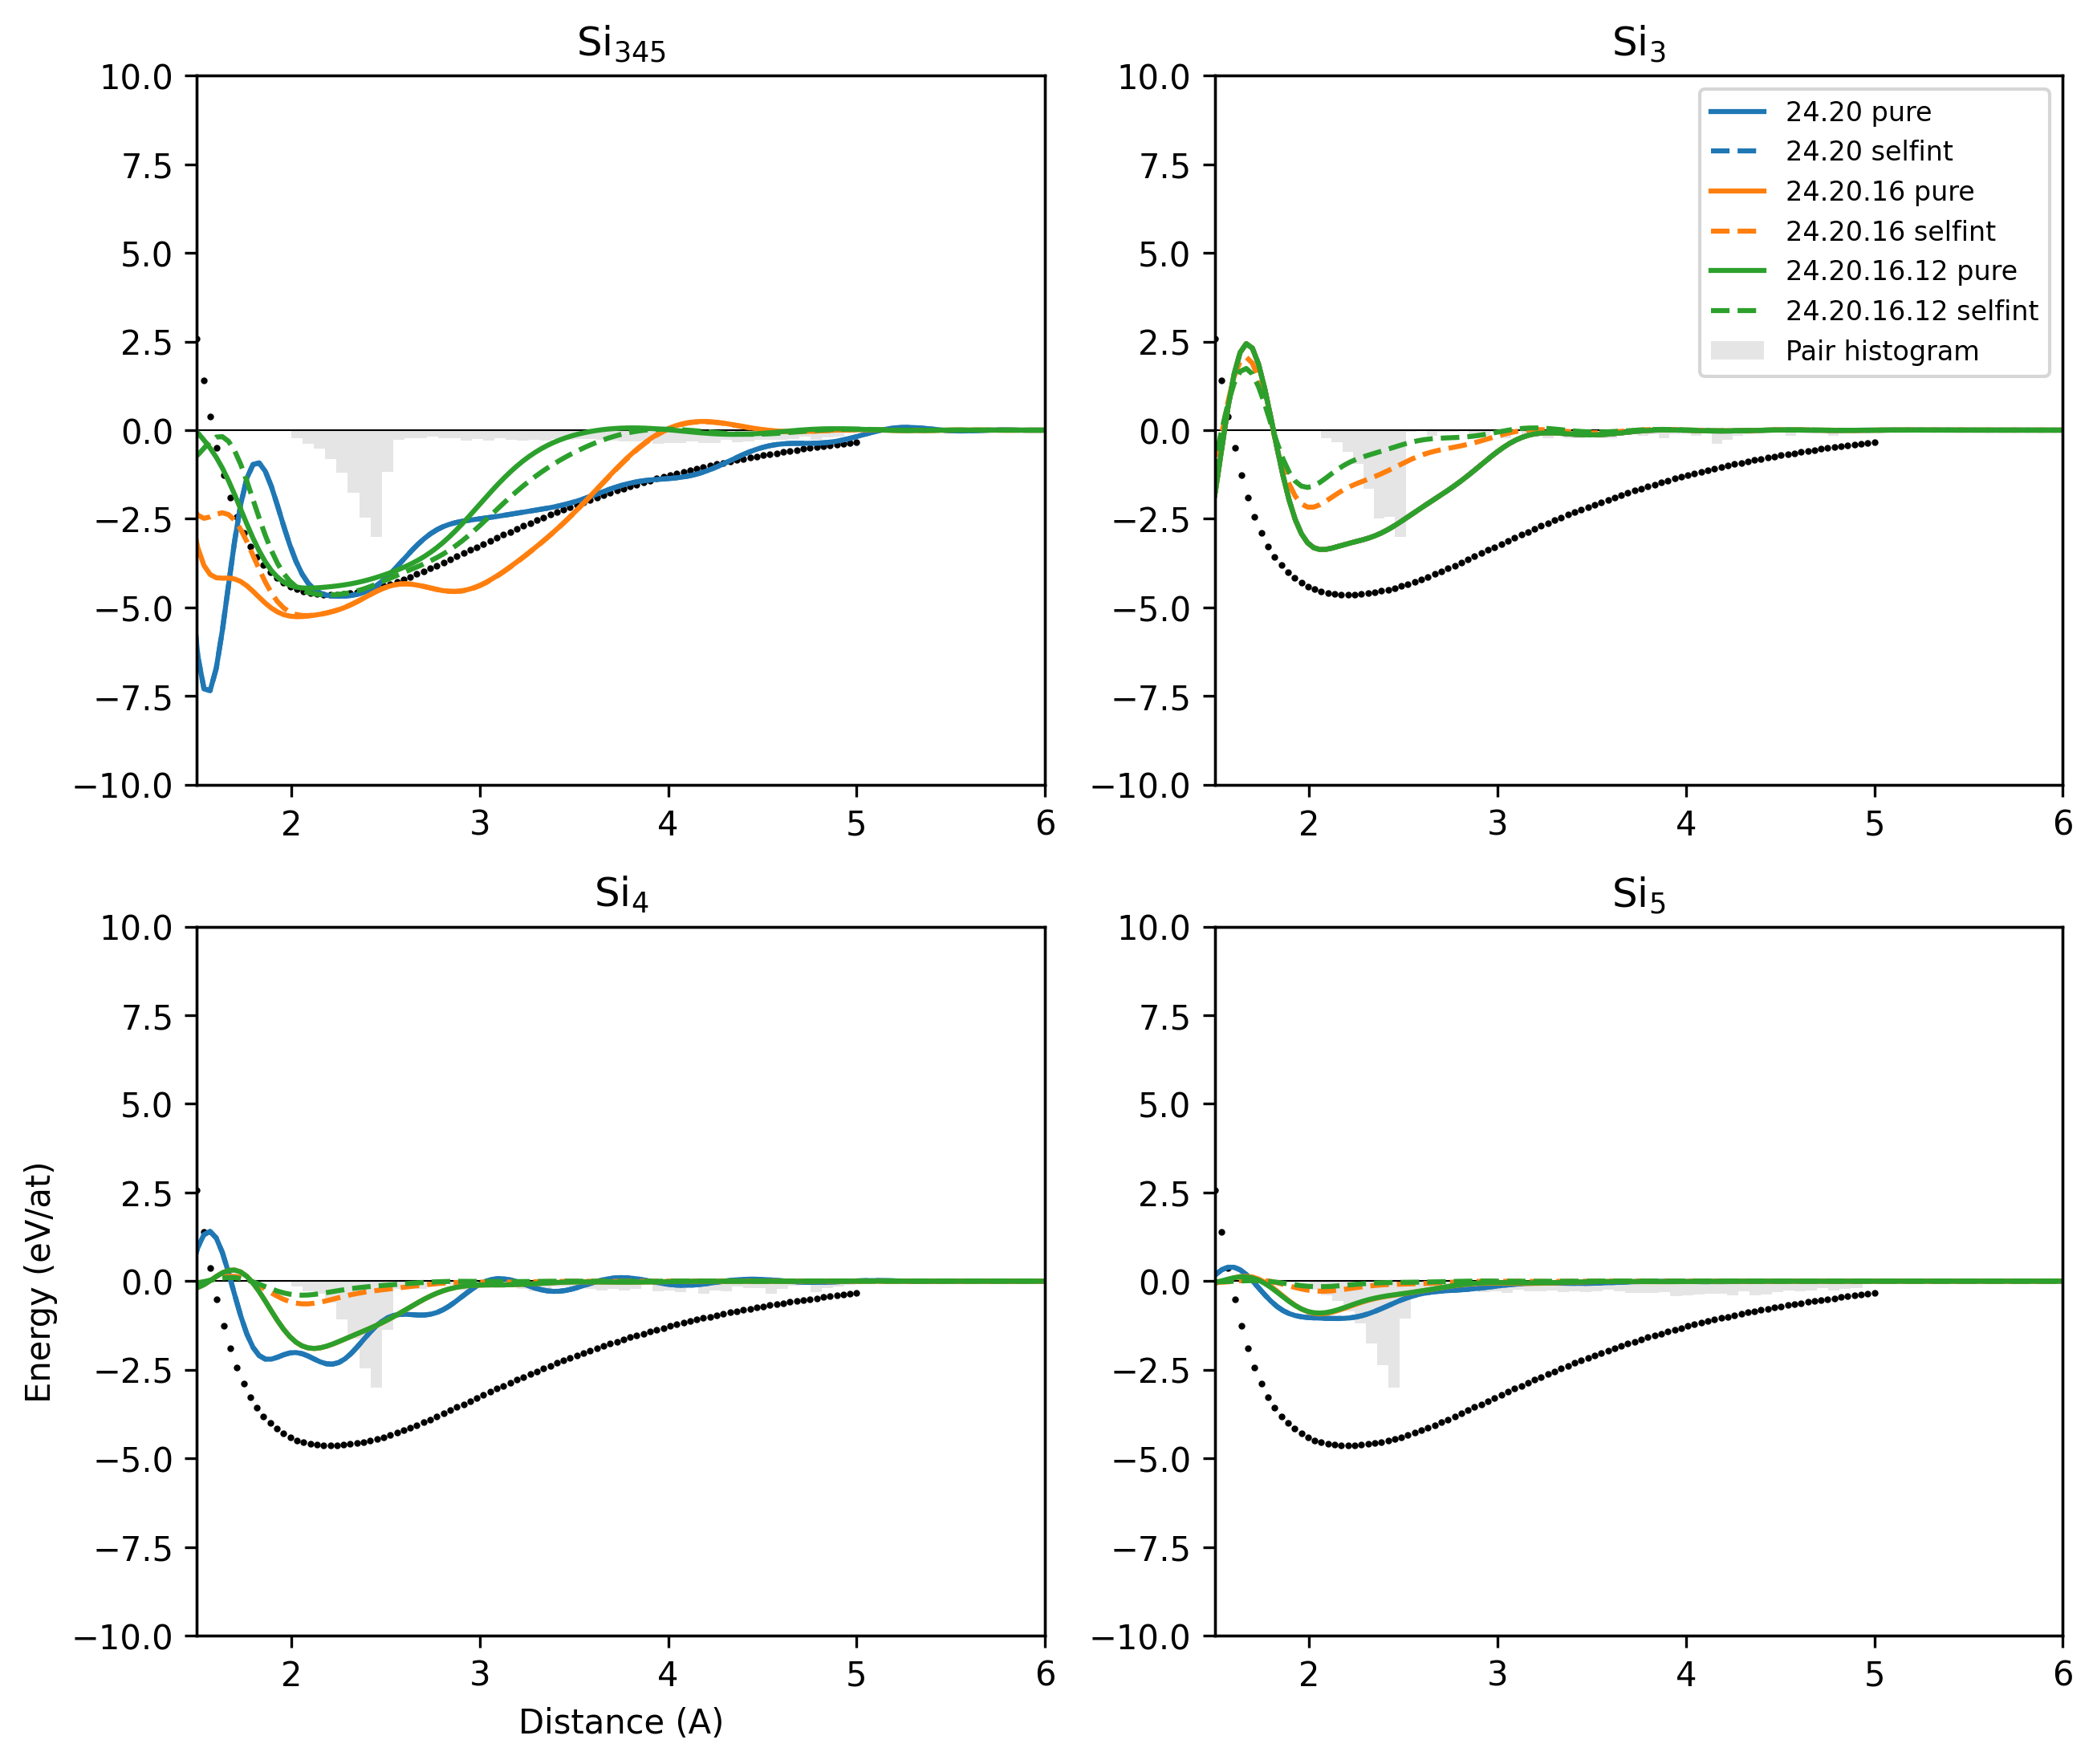 Si₃₄₅
10.0
7.5
5.0
2.5
0.0
−2.5
−5.0
−7.5
−10.0
2 3 4 5 6
Si₃
10.0
7.5
5.0
2.5
0.0
−2.5
−5.0
−7.5
−10.0
2 3 4 5 6
24.20 pure
24.20 selfint
24.20.16 pure
24.20.16 selfint
24.20.16.12 pure
24.20.16.12 selfint
Pair histogram
Si₄
10.0
7.5
5.0
2.5
0.0
−2.5
−5.0
−7.5
−10.0
2 3 4 5 6
Energy (eV/at)
Distance (A)
Si₅
10.0
7.5
5.0
2.5
0.0
−2.5
−5.0
−7.5
−10.0
2 3 4 5 6